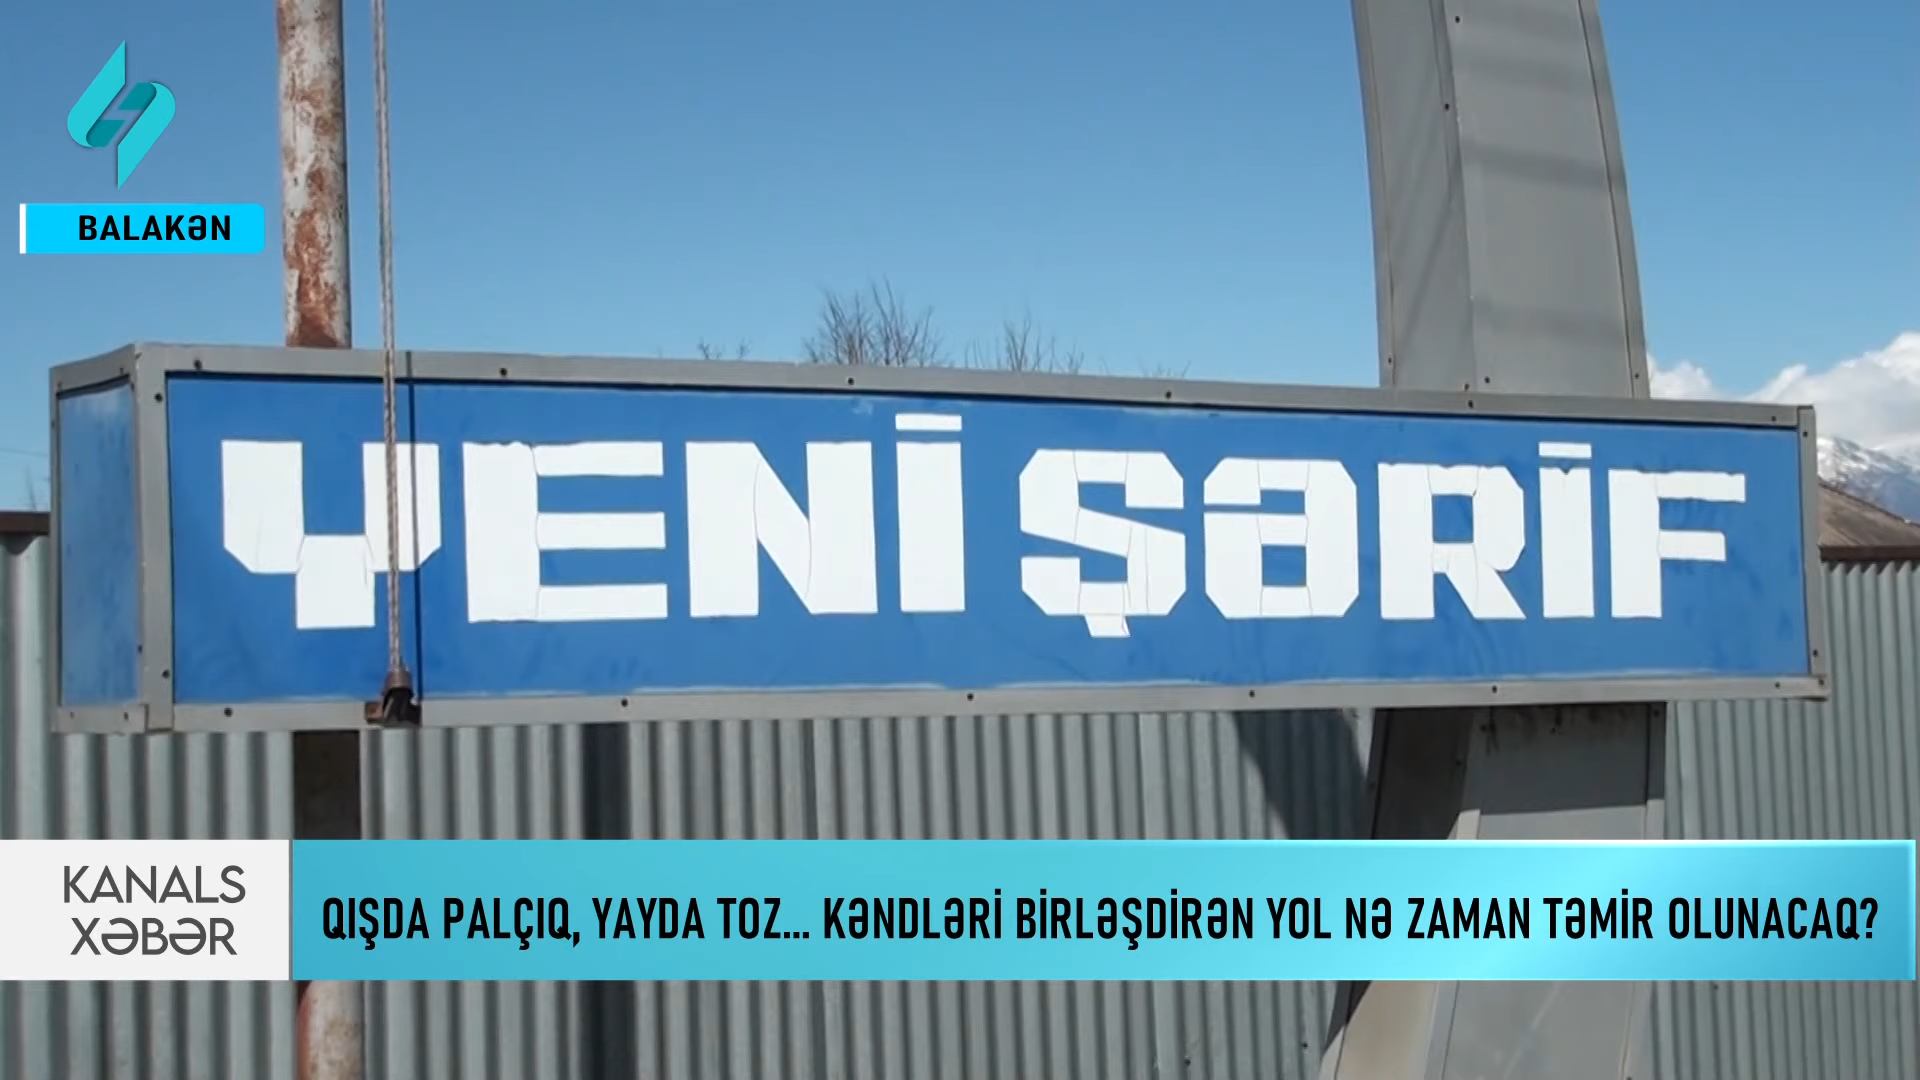 BALAKƏN
YENİ ŞƏRİF
KANALS
XƏBƏR
QIŞDA PALÇIQ, YAYDA TOZ... KƏNDLƏRİ BİRLƏŞDİRƏN YOL NƏ ZAMAN TƏMİR OLUNACAQ?